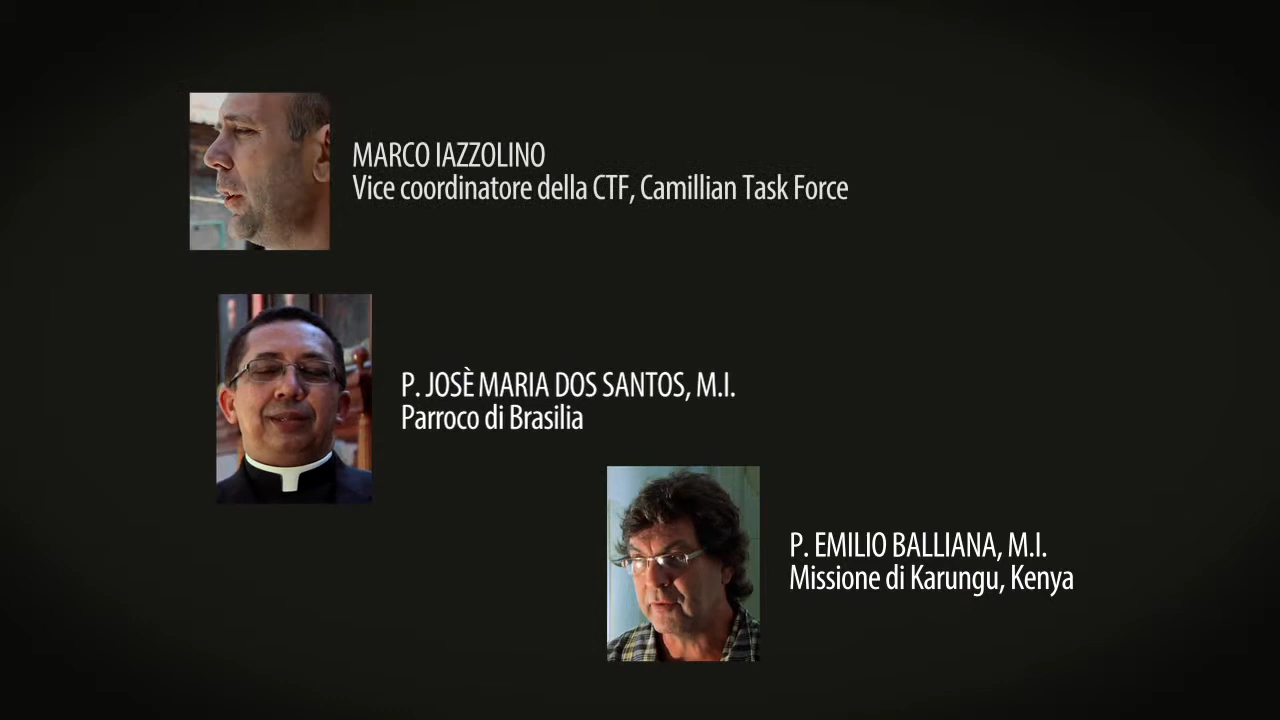 MARCO IAZZOLINO
Vice coordinatore della CTF, Camillian Task Force
P. JOSÈ MARIA DOS SANTOS, M.I.
Parroco di Brasilia
P. EMILIO BALLIANA, M.I.
Missione di Karungu, Kenya